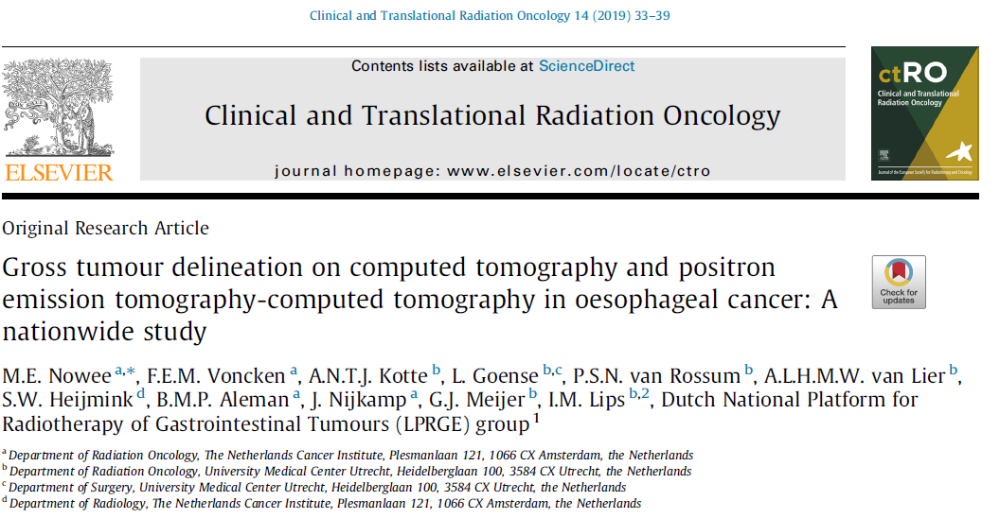 Clinical and Translational Radiation Oncology 14 (2019) 33–39
Contents lists available at ScienceDirect
Clinical and Translational Radiation Oncology
journal homepage: www.elsevier.com/locate/ctro
ELSEVIER
ctRO
Clinical and Translational
Radiation Oncology
Journal of the European Society for Radiotherapy and Oncology
Original Research Article
Gross tumour delineation on computed tomography and positron
emission tomography-computed tomography in oesophageal cancer: A
nationwide study
Check for
updates
M.E. Nowee a,*, F.E.M. Voncken a, A.N.T.J. Kotte b, L. Goense b,c, P.S.N. van Rossum b, A.L.H.M.W. van Lier b,
S.W. Heijmink d, B.M.P. Aleman a, J. Nijkamp a, G.J. Meijer b, I.M. Lips b,2, Dutch National Platform for
Radiotherapy of Gastrointestinal Tumours (LPRGE) group 1
a Department of Radiation Oncology, The Netherlands Cancer Institute, Plesmanlaan 121, 1066 CX Amsterdam, the Netherlands
b Department of Radiation Oncology, University Medical Center Utrecht, Heidelberglaan 100, 3584 CX Utrecht, the Netherlands
c Department of Surgery, University Medical Center Utrecht, Heidelberglaan 100, 3584 CX Utrecht, the Netherlands
d Department of Radiology, The Netherlands Cancer Institute, Plesmanlaan 121, 1066 CX Amsterdam, the Netherlands